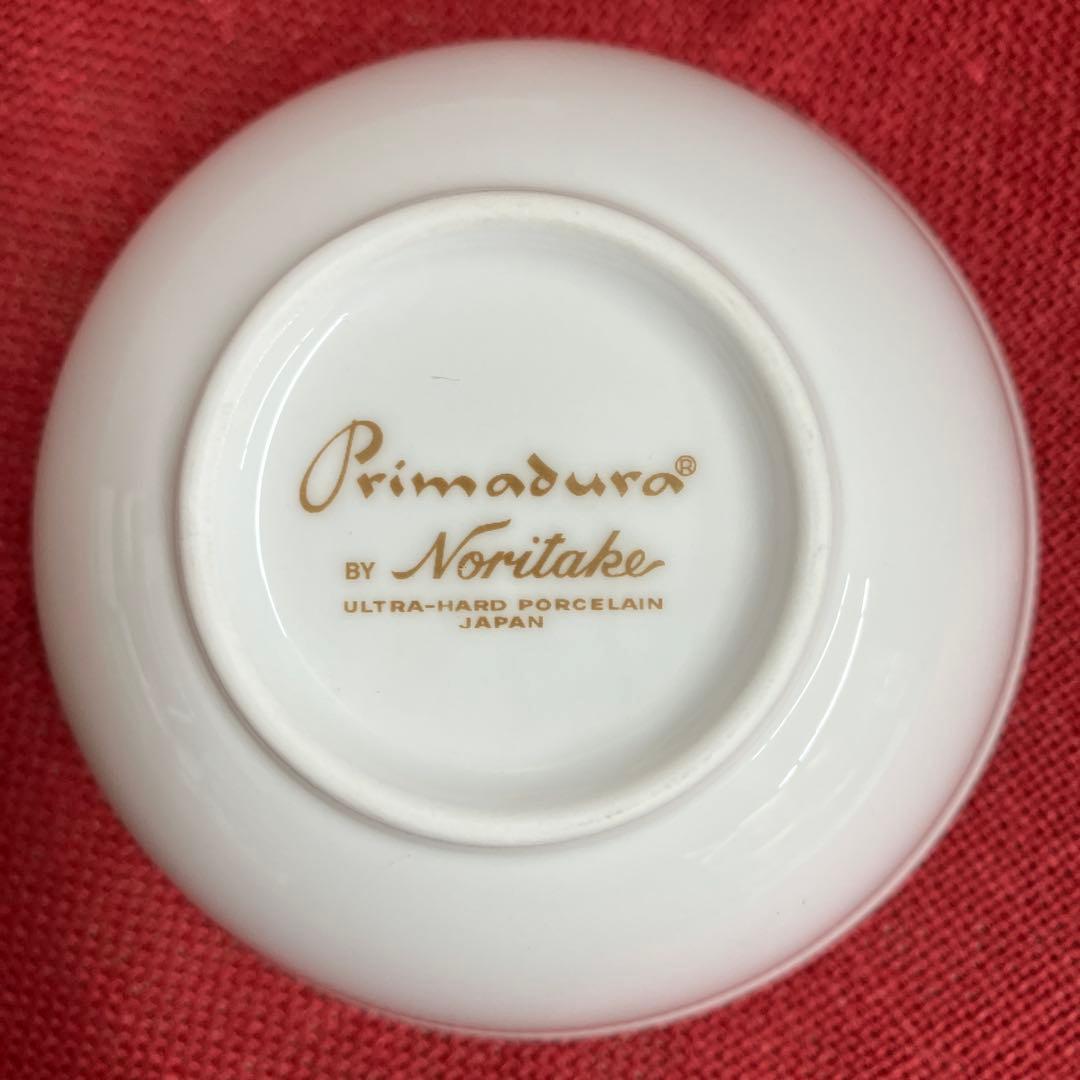 Primadura®
BY Noritake
ULTRA-HARD PORCELAIN
JAPAN